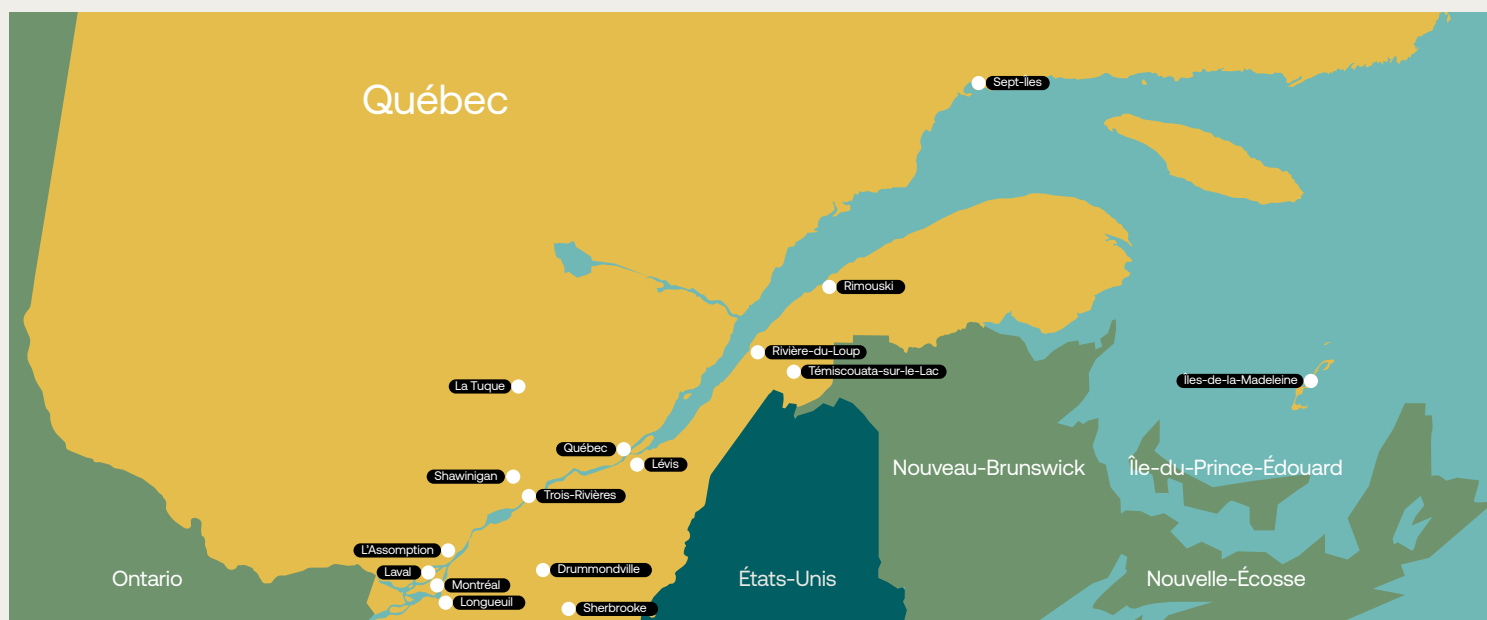 Sept-Îles
Québec
Rimouski
Rivière-du-Loup
Témiscouata-sur-le-Lac
Îles-de-la-Madeleine
La Tuque
Québec
Lévis
Nouveau-Brunswick
Île-du-Prince-Édouard
Shawinigan
Trois-Rivières
L'Assomption
Laval
Drummondville
Ontario
Montréal
États-Unis
Nouvelle-Écosse
Longueuil
Sherbrooke